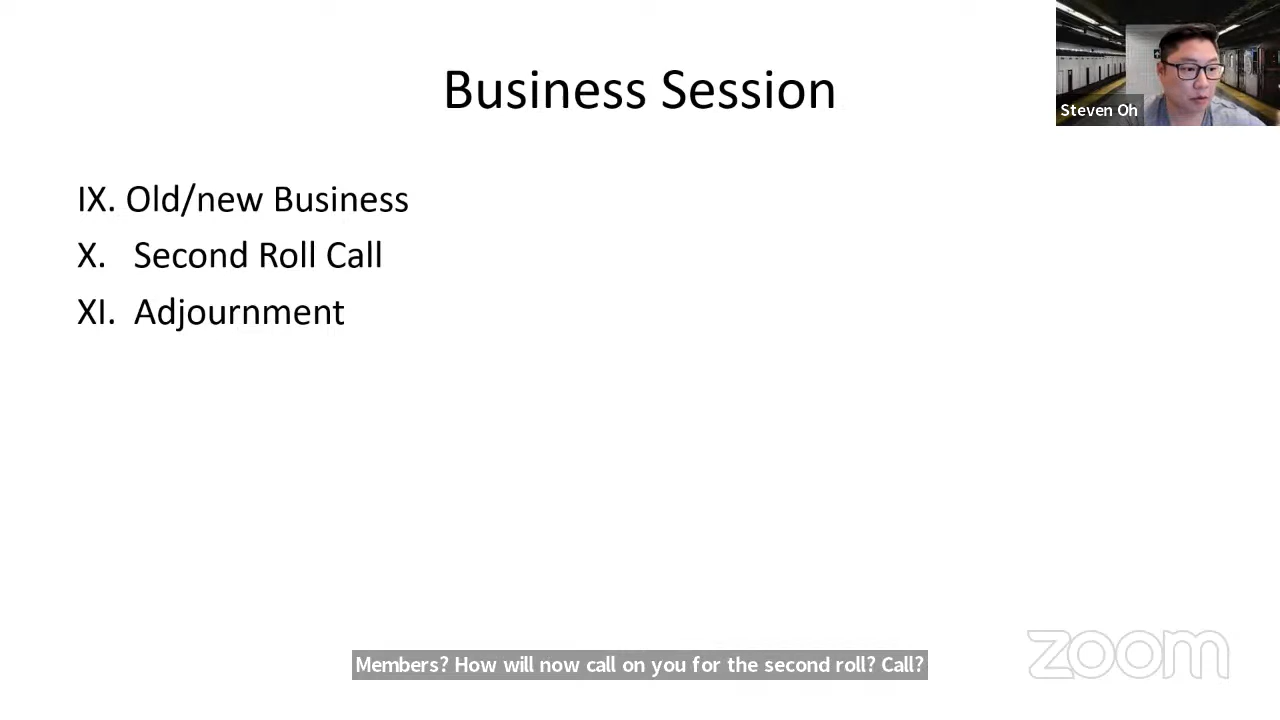 Business Session
Steven Oh
IX. Old/new Business
X. Second Roll Call
XI. Adjournment
Members? How will now call on you for the second roll? Call?
zoom